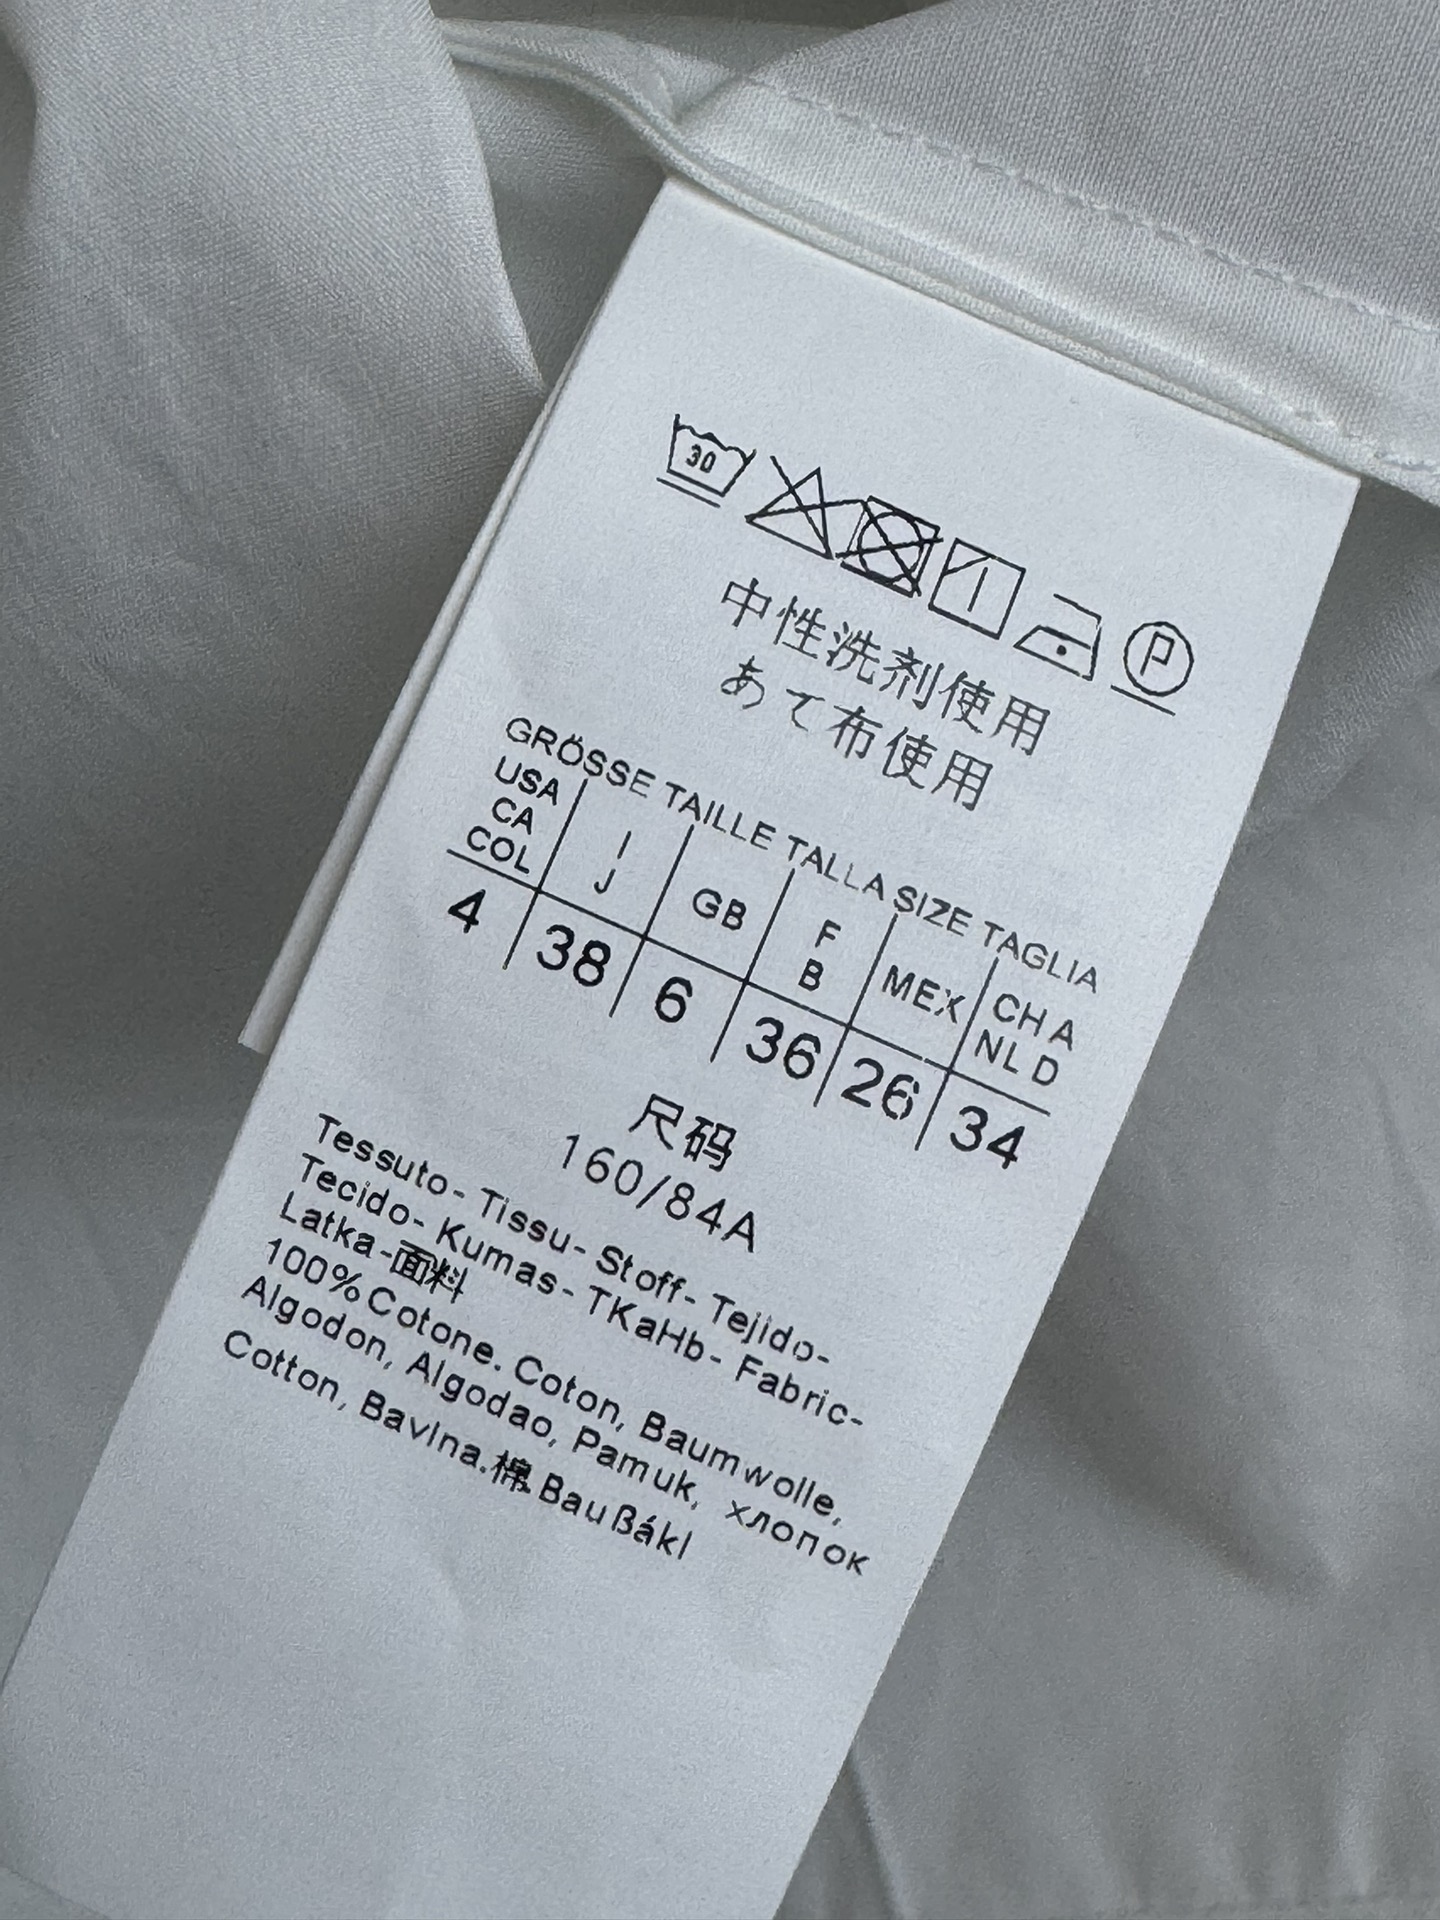 30
P
中性洗剤使用
あて布使用
GRÖSSE TAILLE TALLA SIZE TAGLIA
USA CA COL I J GB F B MEX CH A NL D
4 38 6 36 26 34
尺码
160/84A
Tessuto- Tissu- Stoff- Tejido-
Tecido- Kumas- TKaHb- Fabric-
Latka-面料
100% Cotone. Coton, Baumwolle,
Algodon, Algodao, Pamuk, хлопок
Cotton, Bavlna.棉.Baußákl